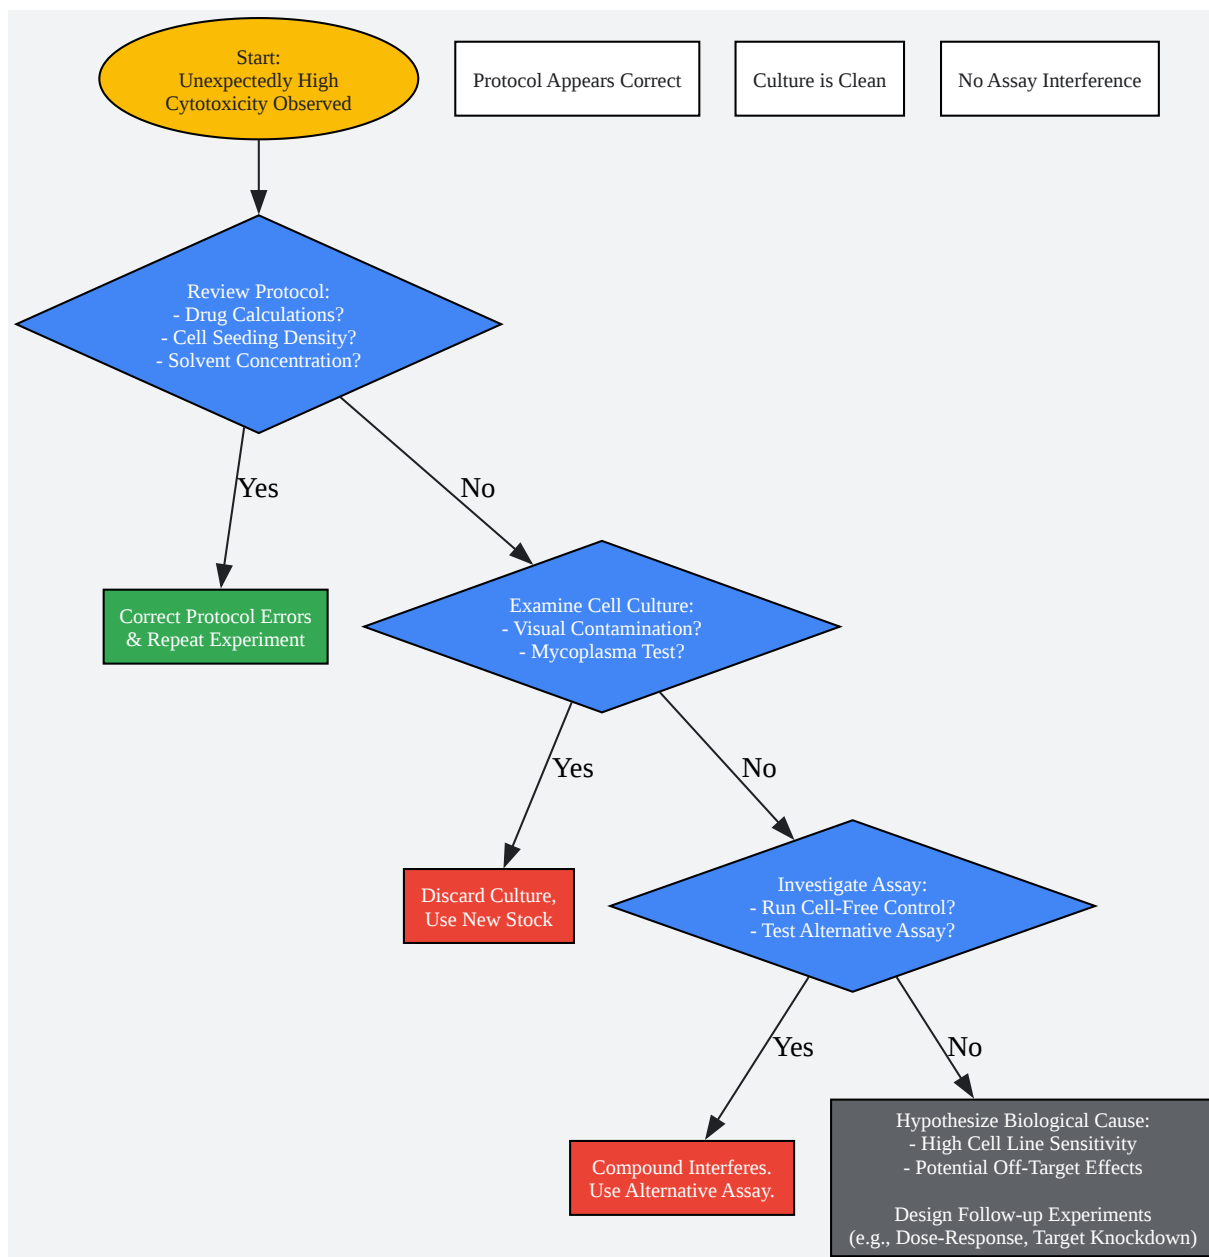 Start:
Unexpectedly High
Cytotoxicity Observed
Protocol Appears Correct
Culture is Clean
No Assay Interference
Review Protocol:
- Drug Calculations?
- Cell Seeding Density?
- Solvent Concentration?
Yes
No
Correct Protocol Errors
& Repeat Experiment
Examine Cell Culture:
- Visual Contamination?
- Mycoplasma Test?
Yes
No
Discard Culture,
Use New Stock
Investigate Assay:
- Run Cell-Free Control?
- Test Alternative Assay?
Yes
No
Compound Interferes.
Use Alternative Assay.
Hypothesize Biological Cause:
- High Cell Line Sensitivity
- Potential Off-Target Effects
Design Follow-up Experiments
(e.g., Dose-Response, Target Knockdown)